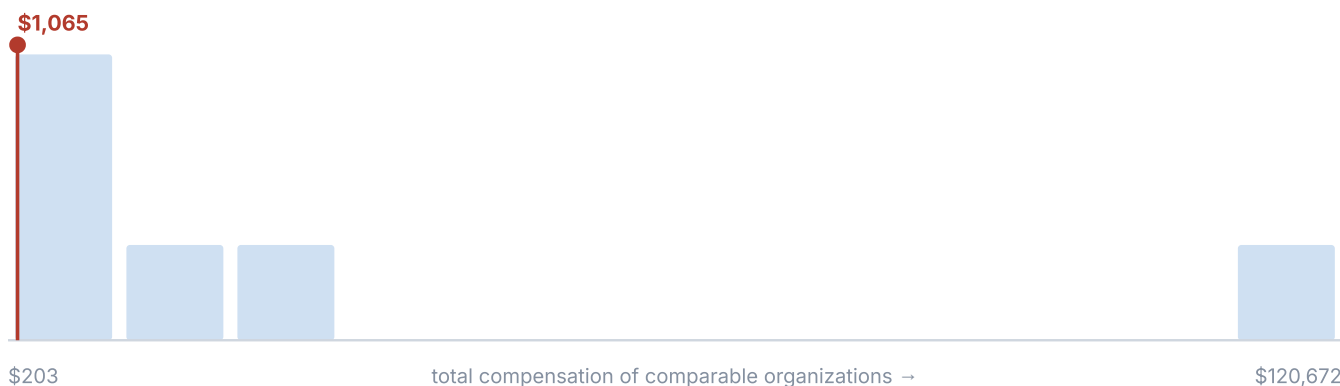 $1,065
$203 total compensation of comparable organizations → $120,672